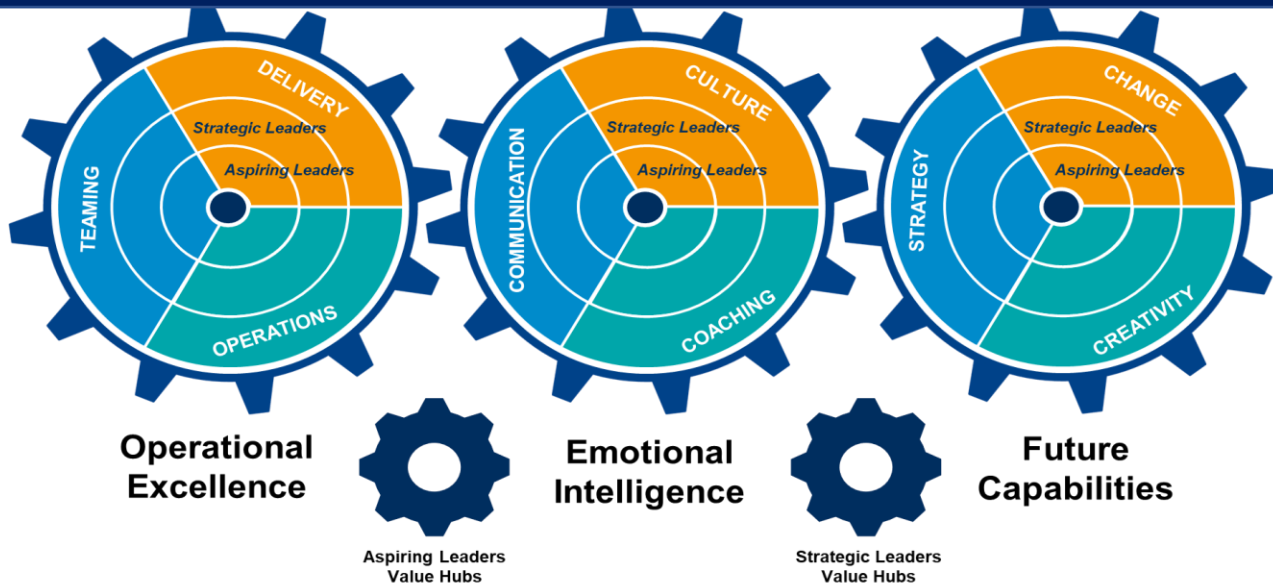 DELIVERY
Strategic Leaders
Aspiring Leaders
TEAMING
OPERATIONS
CULTURE
Strategic Leaders
Aspiring Leaders
COMMUNICATION
COACHING
CHANGE
Strategic Leaders
Aspiring Leaders
STRATEGY
CREATIVITY
Operational
Excellence
Emotional
Intelligence
Future
Capabilities
Aspiring Leaders
Value Hubs
Strategic Leaders
Value Hubs